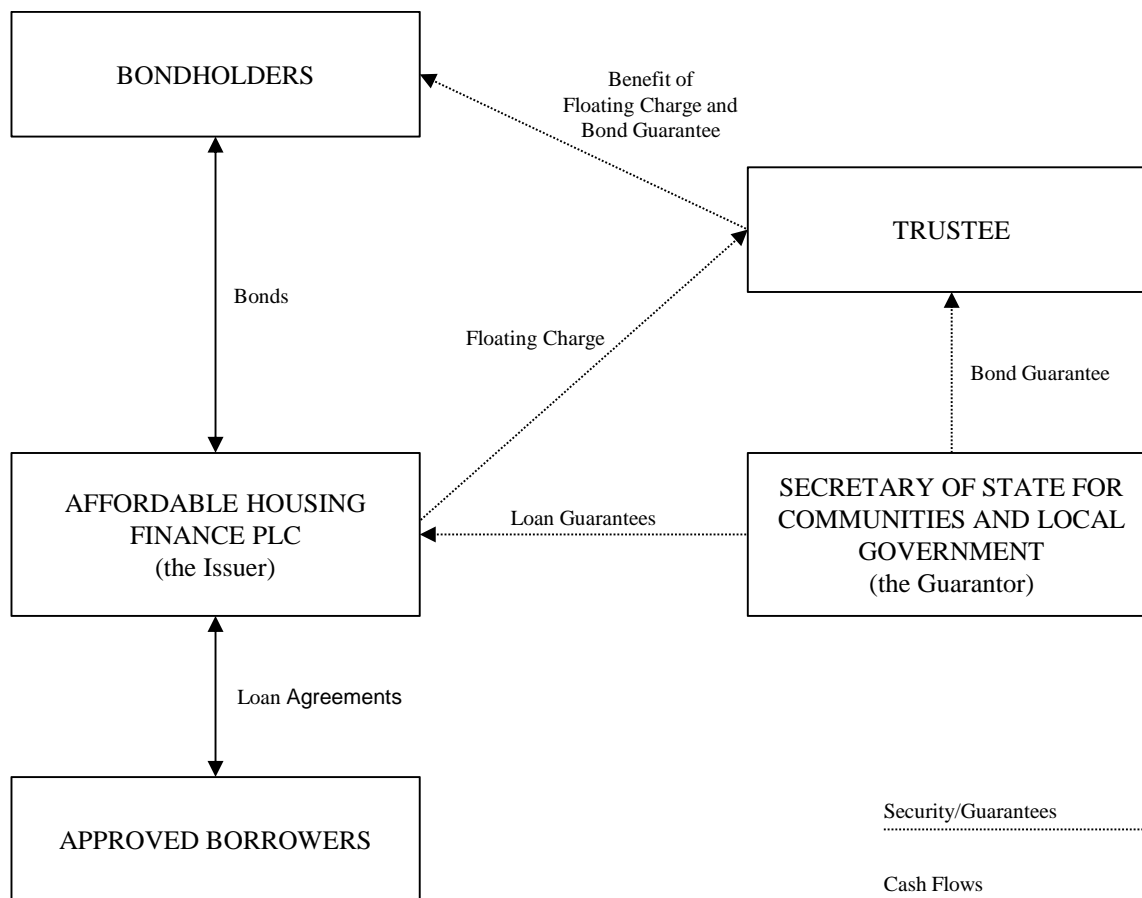 BONDHOLDERS
Benefit of
Floating Charge and
Bond Guarantee
TRUSTEE
Bonds
Floating Charge
Bond Guarantee
AFFORDABLE HOUSING
FINANCE PLC
(the Issuer)
Loan Guarantees
SECRETARY OF STATE FOR
COMMUNITIES AND LOCAL
GOVERNMENT
(the Guarantor)
Loan Agreements
APPROVED BORROWERS
Security/Guarantees
Cash Flows